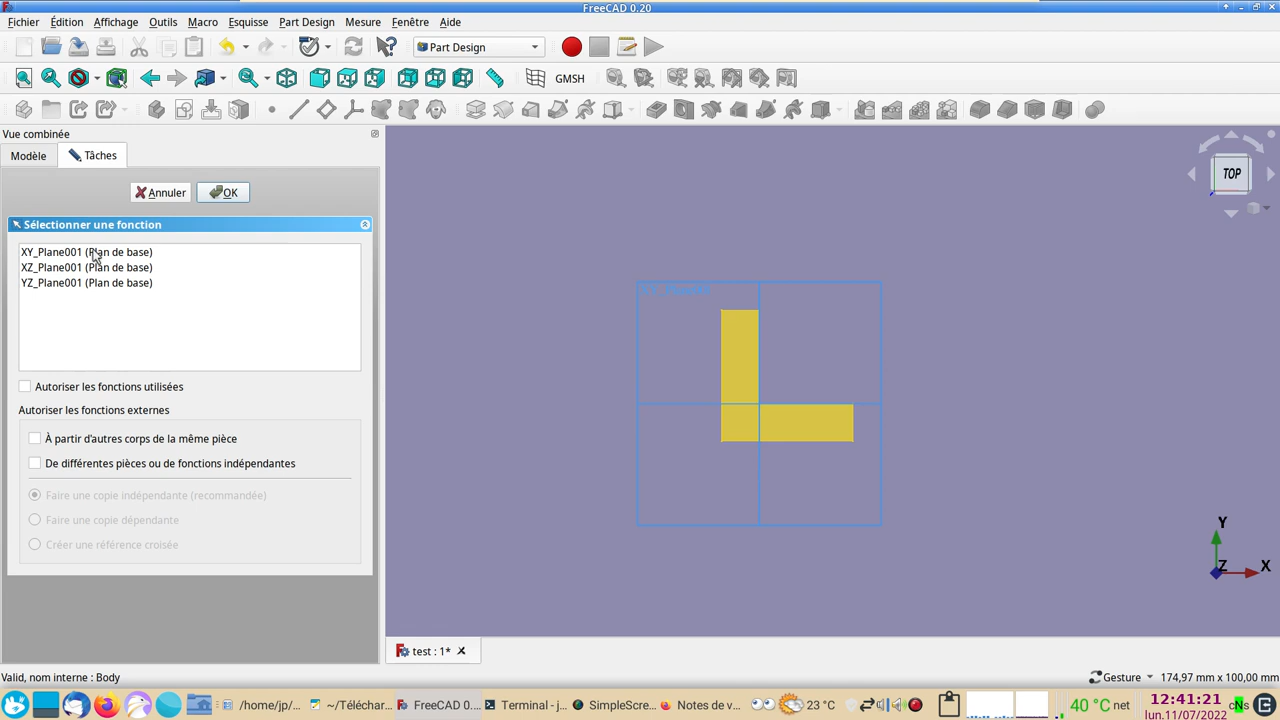 FreeCAD 0.20
Fichier Édition Affichage Outils Macro Esquisse Part Design Mesure Fenêtre Aide
Part Design
GMSH
Vue combinée
Modèle Tâches
Annuler OK
Sélectionner une fonction
XY_Plane001 (Plan de base)
XZ_Plane001 (Plan de base)
YZ_Plane001 (Plan de base)
Autoriser les fonctions utilisées
Autoriser les fonctions externes
À partir d'autres corps de la même pièce
De différentes pièces ou de fonctions indépendantes
Faire une copie indépendante (recommandée)
Faire une copie dépendante
Créer une référence croisée
TOP
Y
Z X
test : 1*
Valid, nom interne : Body
Gesture 174,97 mm x 100,00 mm
/home/jp/... ~/Téléchar... FreeCAD 0.... Terminal - j... SimpleScre... Notes de v... 23 °C 40 °C net 12:41:21
lun.11/07/2022